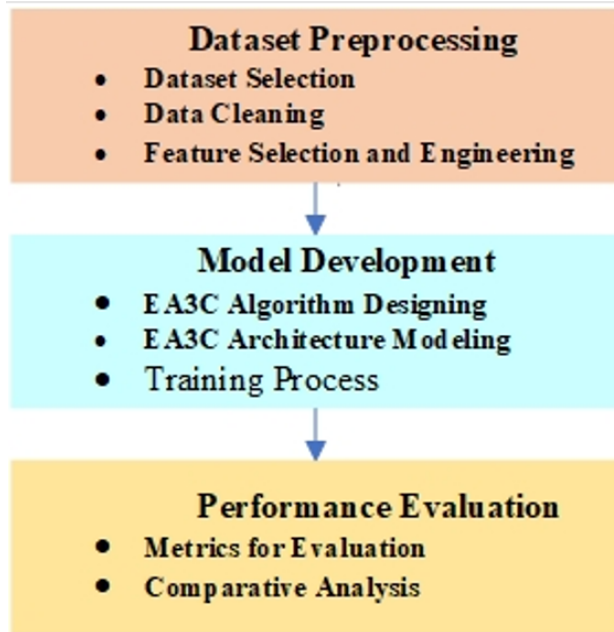 Dataset Preprocessing
• Dataset Selection
• Data Cleaning
• Feature Selection and Engineering
Model Development
• EA3C Algorithm Designing
• EA3C Architecture Modeling
• Training Process
Performance Evaluation
• Metrics for Evaluation
• Comparative Analysis